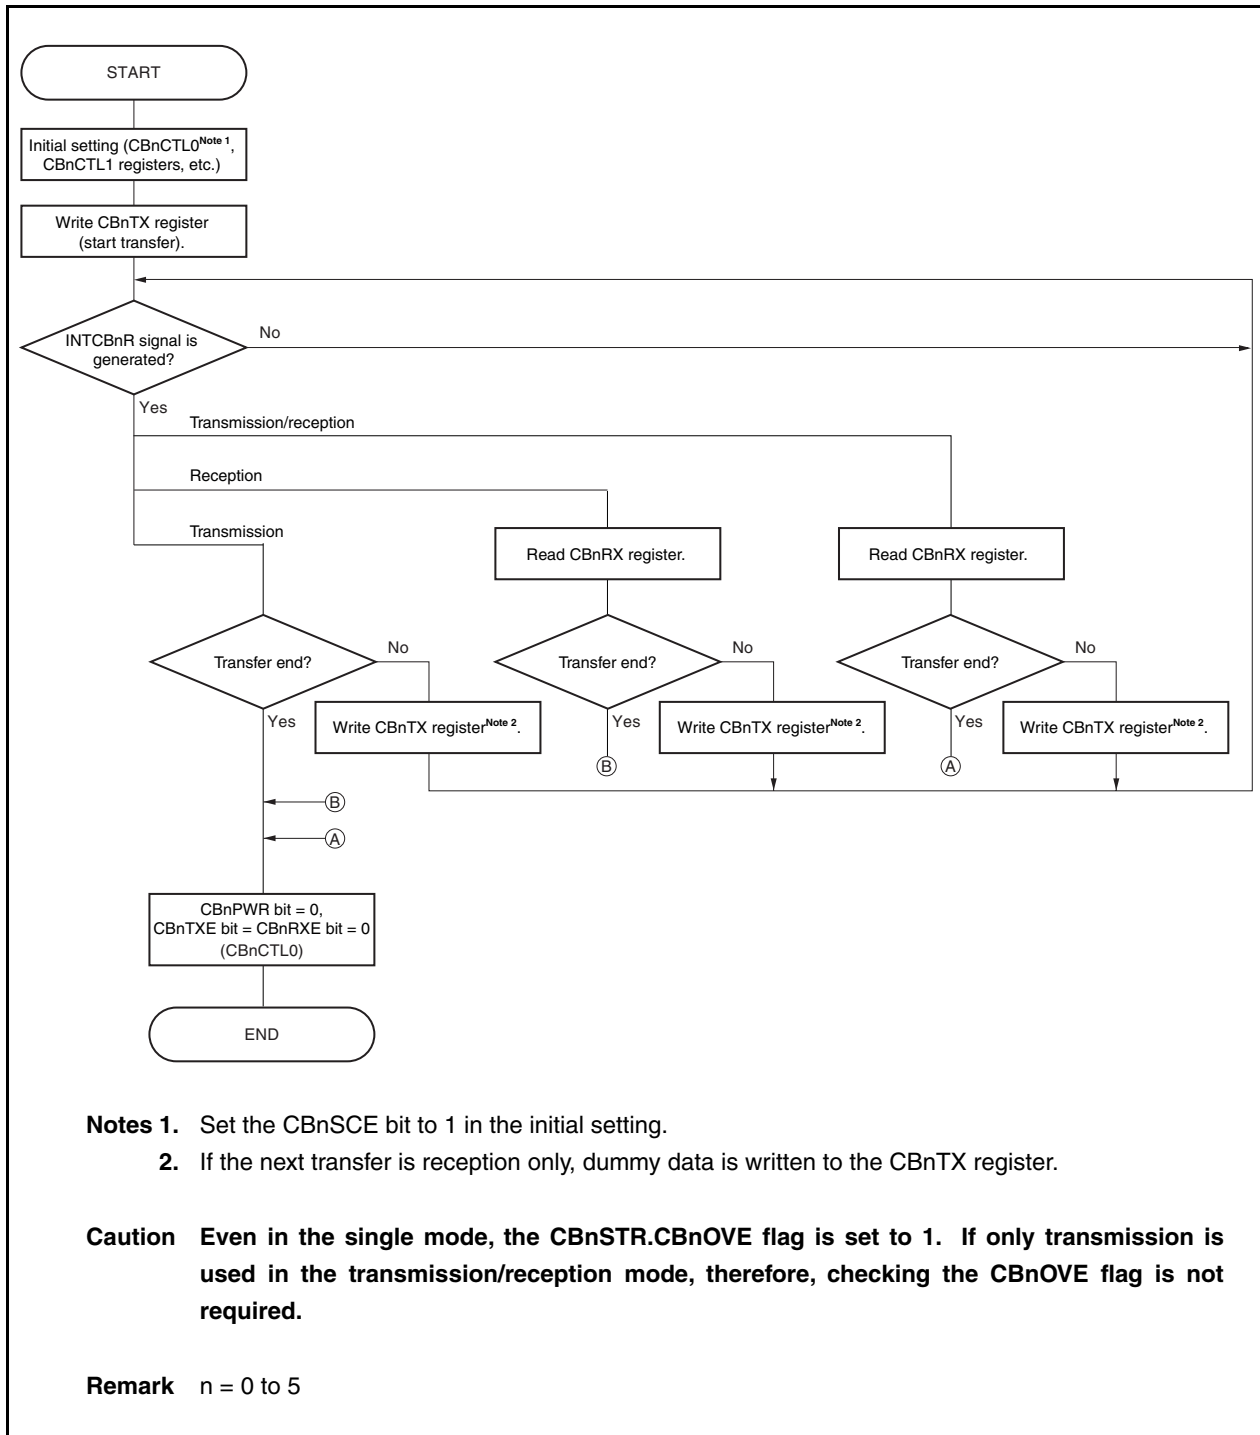 START
Initial setting (CBnCTL0Note 1,
CBnCTL1 registers, etc.)
Write CBnTX register
(start transfer).
INTCBnR signal is
generated?
No
Yes
Transmission/reception
Reception
Transmission
Read CBnRX register.
Read CBnRX register.
Transfer end?
No
Transfer end?
No
Transfer end?
No
Yes
Write CBnTX registerNote 2.
Yes
Write CBnTX registerNote 2.
Yes
Write CBnTX registerNote 2.
B
A
B
A
CBnPWR bit = 0,
CBnTXE bit = CBnRXE bit = 0
(CBnCTL0)
END
Notes 1. Set the CBnSCE bit to 1 in the initial setting.
2. If the next transfer is reception only, dummy data is written to the CBnTX register.
Caution Even in the single mode, the CBnSTR.CBnOVE flag is set to 1. If only transmission is
used in the transmission/reception mode, therefore, checking the CBnOVE flag is not
required.
Remark n = 0 to 5